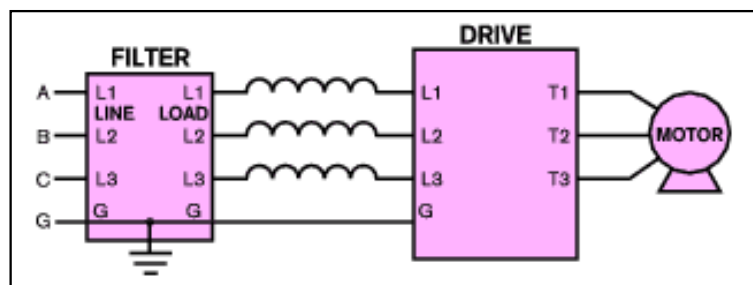 DRIVE
FILTER
A L1 L1 L1 T1
LINE LOAD
B L2 L2 L2 T2 MOTOR
C L3 L3 L3 T3
G G G G